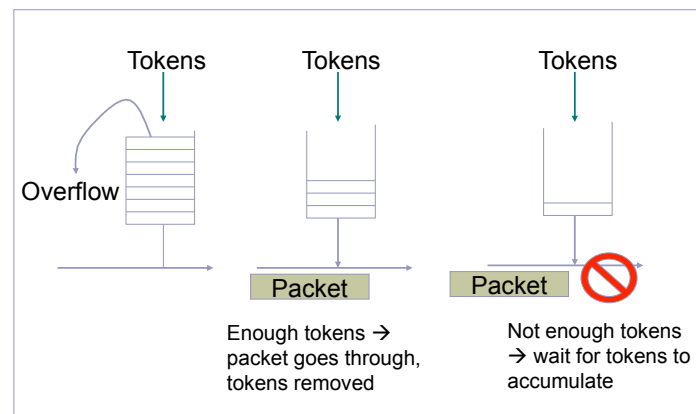 Tokens
Overflow
Tokens
Packet
Enough tokens →
packet goes through,
tokens removed
Tokens
Packet
Not enough tokens
→ wait for tokens to
accumulate